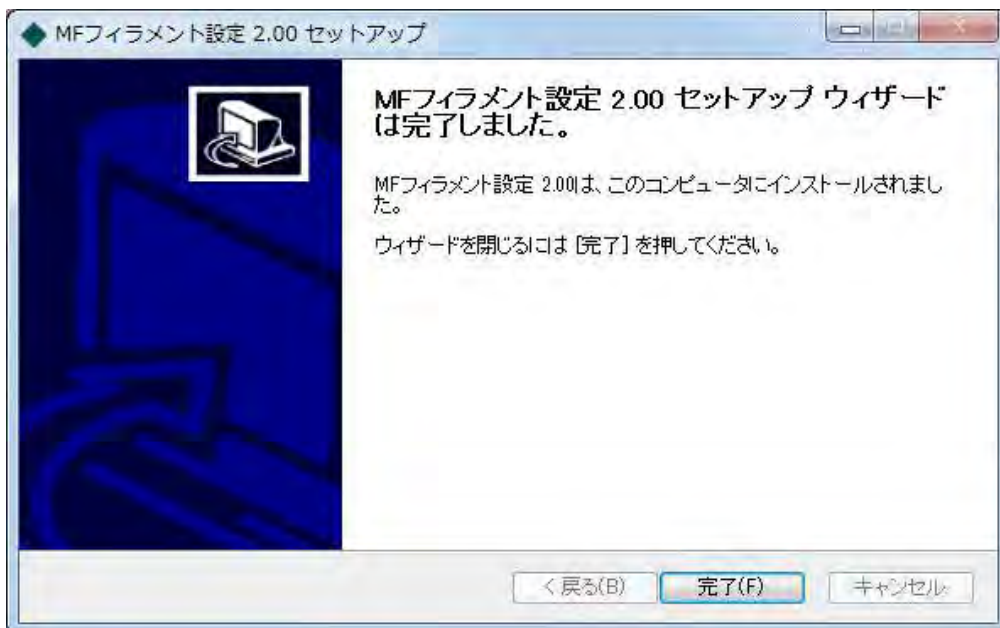 MFフィラメント設定 2.00 セットアップ
MFフィラメント設定 2.00 セットアップ ウィザード
は完了しました。
MFフィラメント設定 2.00は、このコンピュータにインストールされまし
た。
ウィザードを閉じるには [完了] を押してください。
< 戻る(B) 完了(F) キャンセル